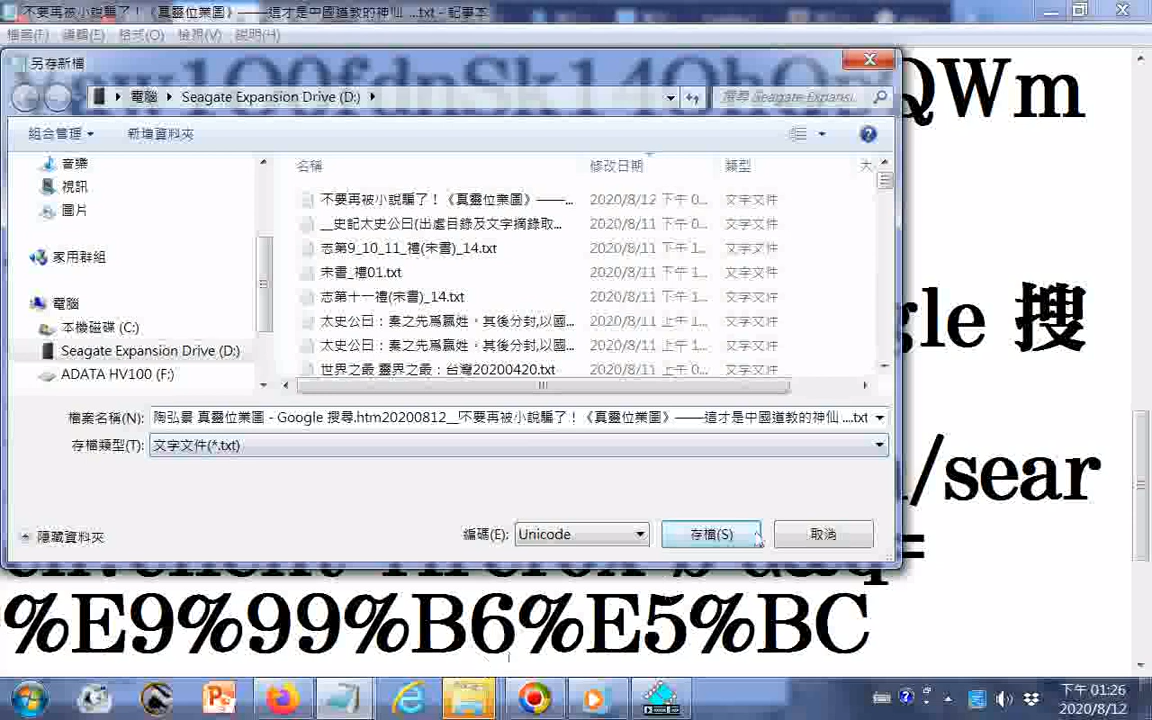 不要再被小說騙了！《真靈位業圖》——這才是中國道教的神仙 ....txt - 記事本
檔案(F) 編輯(E) 格式(O) 檢視(V) 說明(H)
另存新檔
電腦 Seagate Expansion Drive (D:)
搜尋 Seagate Expansi...
組合管理 新增資料夾
音樂
視訊
圖片
家用群組
電腦
本機磁碟 (C:)
Seagate Expansion Drive (D:)
ADATA HV100 (F:)
名稱 修改日期 類型 大
不要再被小說騙了！《真靈位業圖》——... 2020/8/12 下午 0... 文字文件
__史記太史公曰(出處目錄及文字摘錄取... 2020/8/11 下午 0... 文字文件
志第9_10_11_禮(宋書)_14.txt 2020/8/11 下午 1... 文字文件
宋書_禮01.txt 2020/8/11 下午 1... 文字文件
志第十一禮(宋書)_14.txt 2020/8/11 下午 1... 文字文件
太史公曰：秦之先爲嬴姓。其後分封,以國... 2020/8/11 上午 1... 文字文件
太史公曰：秦之先爲嬴姓。其後分封,以國... 2020/8/11 上午 1... 文字文件
世界之最 靈界之最：台灣20200420.txt 2020/8/11 上午 1... 文字文件
檔案名稱(N): 陶弘景 真靈位業圖 - Google 搜尋.htm20200812__不要再被小說騙了！《真靈位業圖》——這才是中國道教的神仙 ....txt
存檔類型(T): 文字文件(*.txt)
隱藏資料夾
編碼(E): Unicode 存檔(S) 取消
QWm
gle 搜
/sear
%E9%99%B6%E5%BC
下午 01:26
2020/8/12